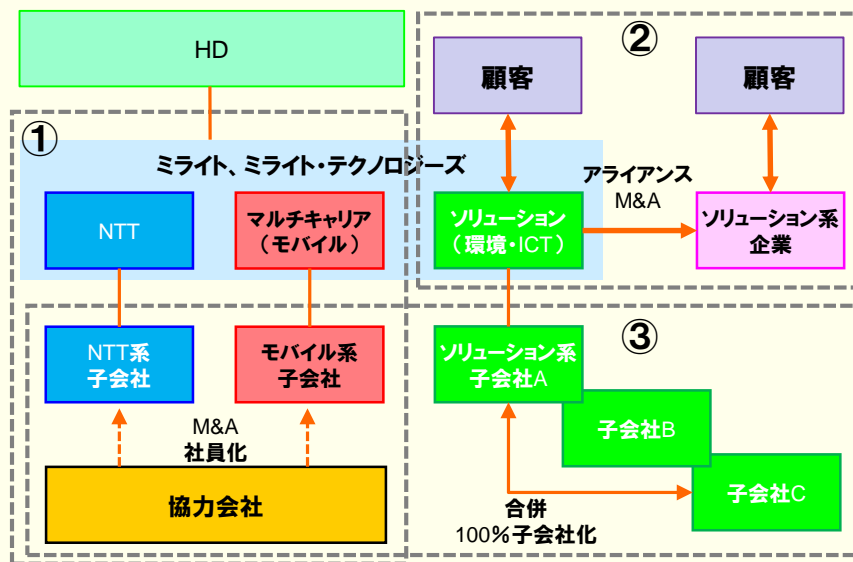 HD
②
顧客
顧客
①
ミライト、ミライト・テクノロジーズ
アライアンス
M&A
NTT
マルチキャリア
(モバイル)
ソリューション
(環境・ICT)
ソリューション系
企業
③
NTT系
子会社
モバイル系
子会社
ソリューション系
子会社A
子会社B
子会社C
M&A
社員化
協力会社
合併
100%子会社化